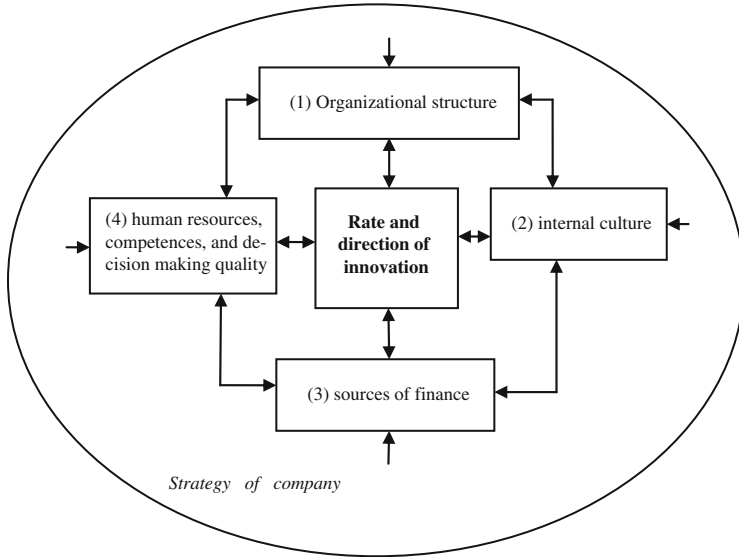 (1) Organizational structure
(4) human resources,
competences, and de-
cision making quality
Rate and
direction of
innovation
(2) internal culture
(3) sources of finance
Strategy of company